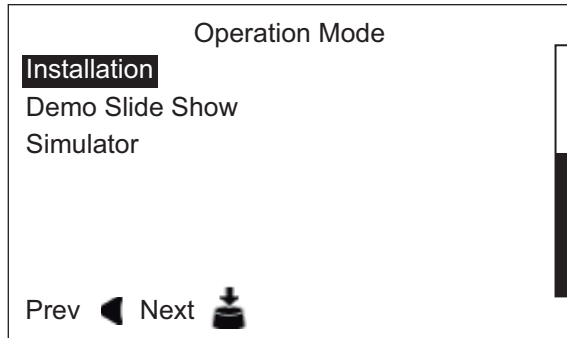 Operation Mode
Installation
Demo Slide Show
Simulator
Prev Next